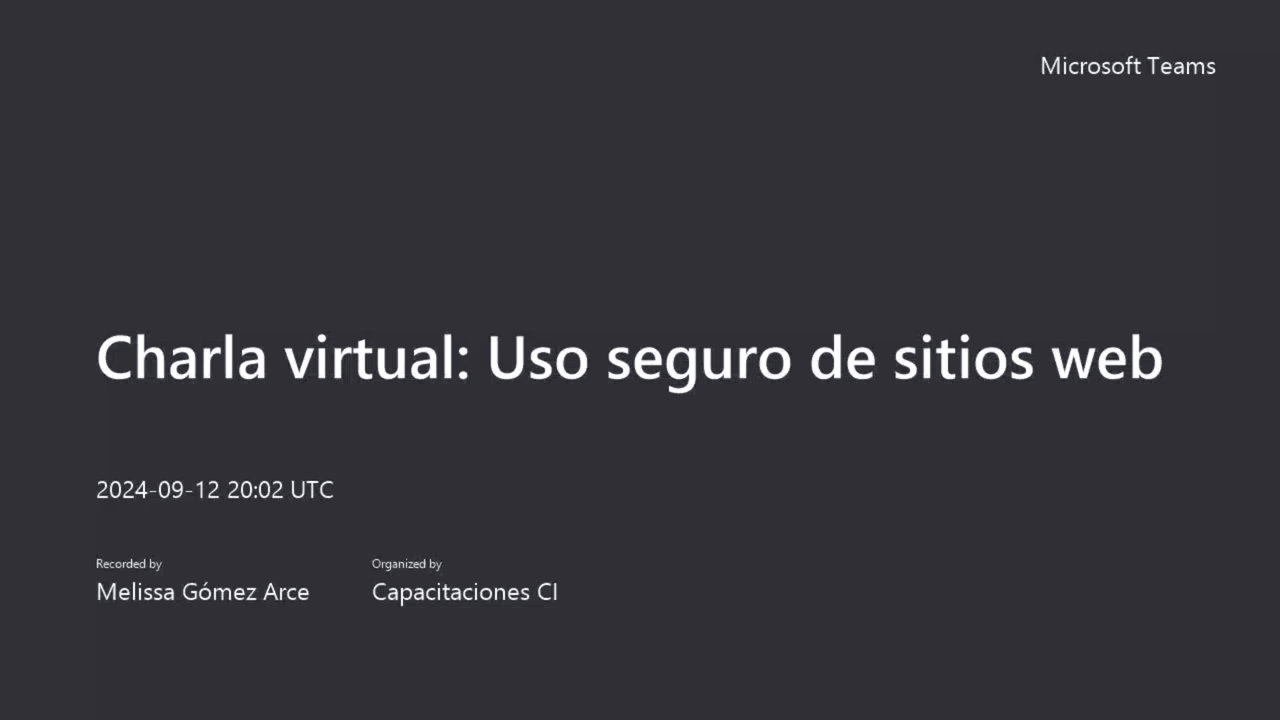 Microsoft Teams
Charla virtual: Uso seguro de sitios web
2024-09-12 20:02 UTC
Recorded by
Melissa Gómez Arce
Organized by
Capacitaciones CI